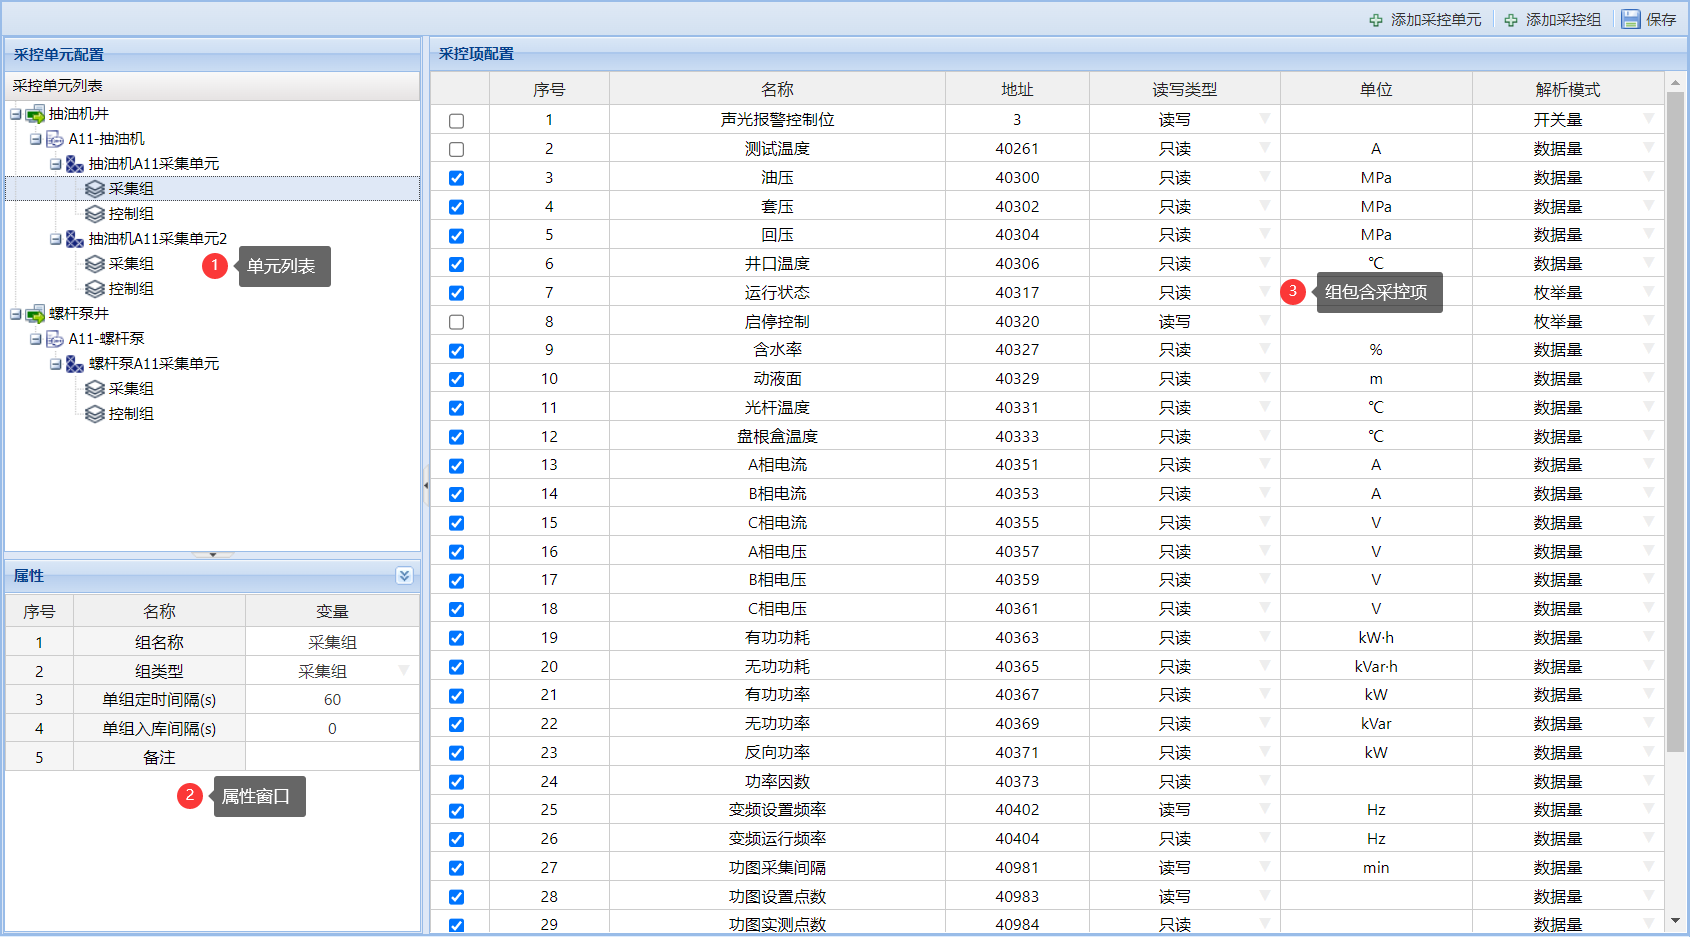 添加采控单元 添加采控组 保存
采控单元配置
采控单元列表
抽油机井
A11-抽油机
抽油机A11采集单元
采集组
控制组
抽油机A11采集单元2
采集组
控制组
1 单元列表
螺杆泵井
A11-螺杆泵
螺杆泵A11采集单元
采集组
控制组
属性
序号 名称 变量
1 组名称 采集组
2 组类型 采集组
3 单组定时间隔(s) 60
4 单组入库间隔(s) 0
5 备注
2 属性窗口
采控项配置
序号 名称 地址 读写类型 单位 解析模式
1 声光报警控制位 3 读写 开关量
2 测试温度 40261 只读 A 数据量
3 油压 40300 只读 MPa 数据量
4 套压 40302 只读 MPa 数据量
5 回压 40304 只读 MPa 数据量
6 井口温度 40306 只读 ℃ 数据量
7 运行状态 40317 只读 枚举量
3 组包含采控项
8 启停控制 40320 读写 枚举量
9 含水率 40327 只读 % 数据量
10 动液面 40329 只读 m 数据量
11 光杆温度 40331 只读 ℃ 数据量
12 盘根盒温度 40333 只读 ℃ 数据量
13 A相电流 40351 只读 A 数据量
14 B相电流 40353 只读 A 数据量
15 C相电流 40355 只读 V 数据量
16 A相电压 40357 只读 V 数据量
17 B相电压 40359 只读 V 数据量
18 C相电压 40361 只读 V 数据量
19 有功功耗 40363 只读 kW·h 数据量
20 无功功耗 40365 只读 kVar·h 数据量
21 有功功率 40367 只读 kW 数据量
22 无功功率 40369 只读 kVar 数据量
23 反向功率 40371 只读 kW 数据量
24 功率因数 40373 只读 数据量
25 变频设置频率 40402 读写 Hz 数据量
26 变频运行频率 40404 只读 Hz 数据量
27 功图采集间隔 40981 读写 min 数据量
28 功图设置点数 40983 读写 数据量
29 功图实测点数 40984 只读 数据量